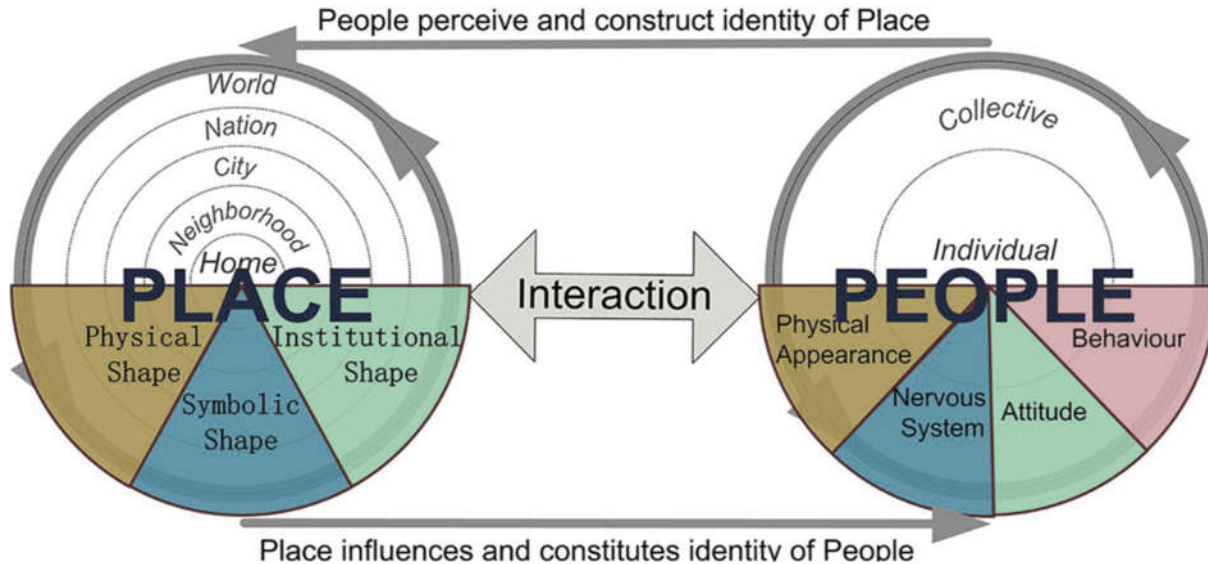 People perceive and construct identity of Place
World
Nation
City
Neighborhood
Home
PLACE
Physical
Shape
Symbolic
Shape
Institutional
Shape
Interaction
Collective
Individual
PEOPLE
Physical
Appearance
Nervous
System
Attitude
Behaviour
Place influences and constitutes identity of People